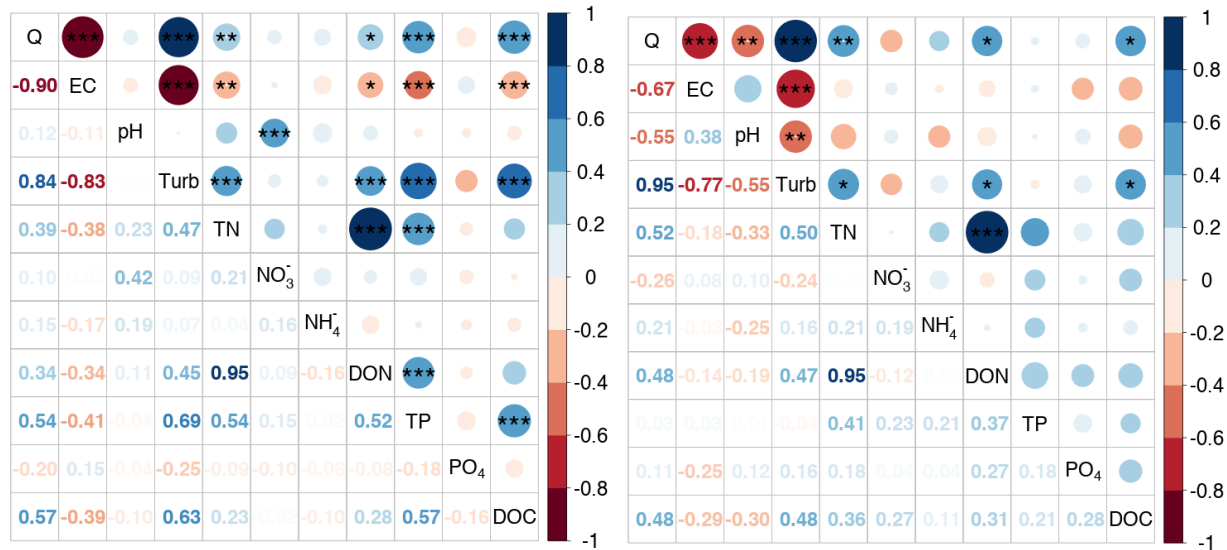 Q *** *** ** * *** ***
-0.90 EC *** ** * *** ***
0.12 -0.11 pH ***
0.84 -0.83 Turb *** *** *** ***
0.39 -0.38 0.23 0.47 TN *** ***
0.10 0.42 0.09 0.21 NO₃⁻
0.15 -0.17 0.19 0.07 0.04 0.16 NH₄⁻
0.34 -0.34 0.11 0.45 0.95 0.09 -0.16 DON ***
0.54 -0.41 -0.04 0.69 0.54 0.15 0.02 0.52 TP ***
-0.20 0.15 -0.04 -0.25 -0.09 -0.10 -0.06 -0.08 -0.18 PO₄
0.57 -0.39 -0.10 0.63 0.23 -0.02 -0.10 0.28 0.57 -0.16 DOC
1
0.8
0.6
0.4
0.2
0
-0.2
-0.4
-0.6
-0.8
-1
Q *** ** *** ** * *
-0.67 EC ***
-0.55 0.38 pH **
0.95 -0.77 -0.55 Turb * * *
0.52 -0.18 -0.33 0.50 TN ***
-0.26 0.08 0.10 -0.24 NO₃⁻
0.21 -0.03 -0.25 0.16 0.21 0.19 NH₄⁻
0.48 -0.14 -0.19 0.47 0.95 -0.12 DON
0.03 0.03 -0.04 0.41 0.23 0.21 0.37 TP
0.11 -0.25 0.12 0.16 0.18 0.04 0.04 0.27 0.18 PO₄
0.48 -0.29 -0.30 0.48 0.36 0.27 0.11 0.31 0.21 0.28 DOC
1
0.8
0.6
0.4
0.2
0
-0.2
-0.4
-0.6
-0.8
-1